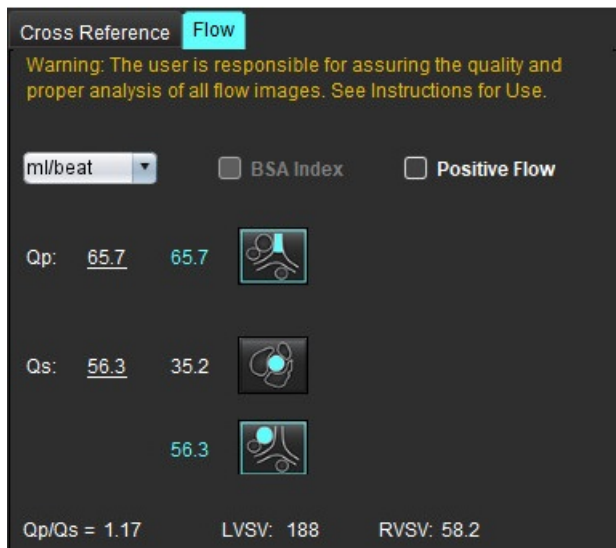 Cross Reference Flow
Warning: The user is responsible for assuring the quality and
proper analysis of all flow images. See Instructions for Use.
ml/beat BSA Index Positive Flow
Qp: 65.7 65.7
Qs: 56.3 35.2
56.3
Qp/Qs = 1.17 LVSV: 188 RVSV: 58.2